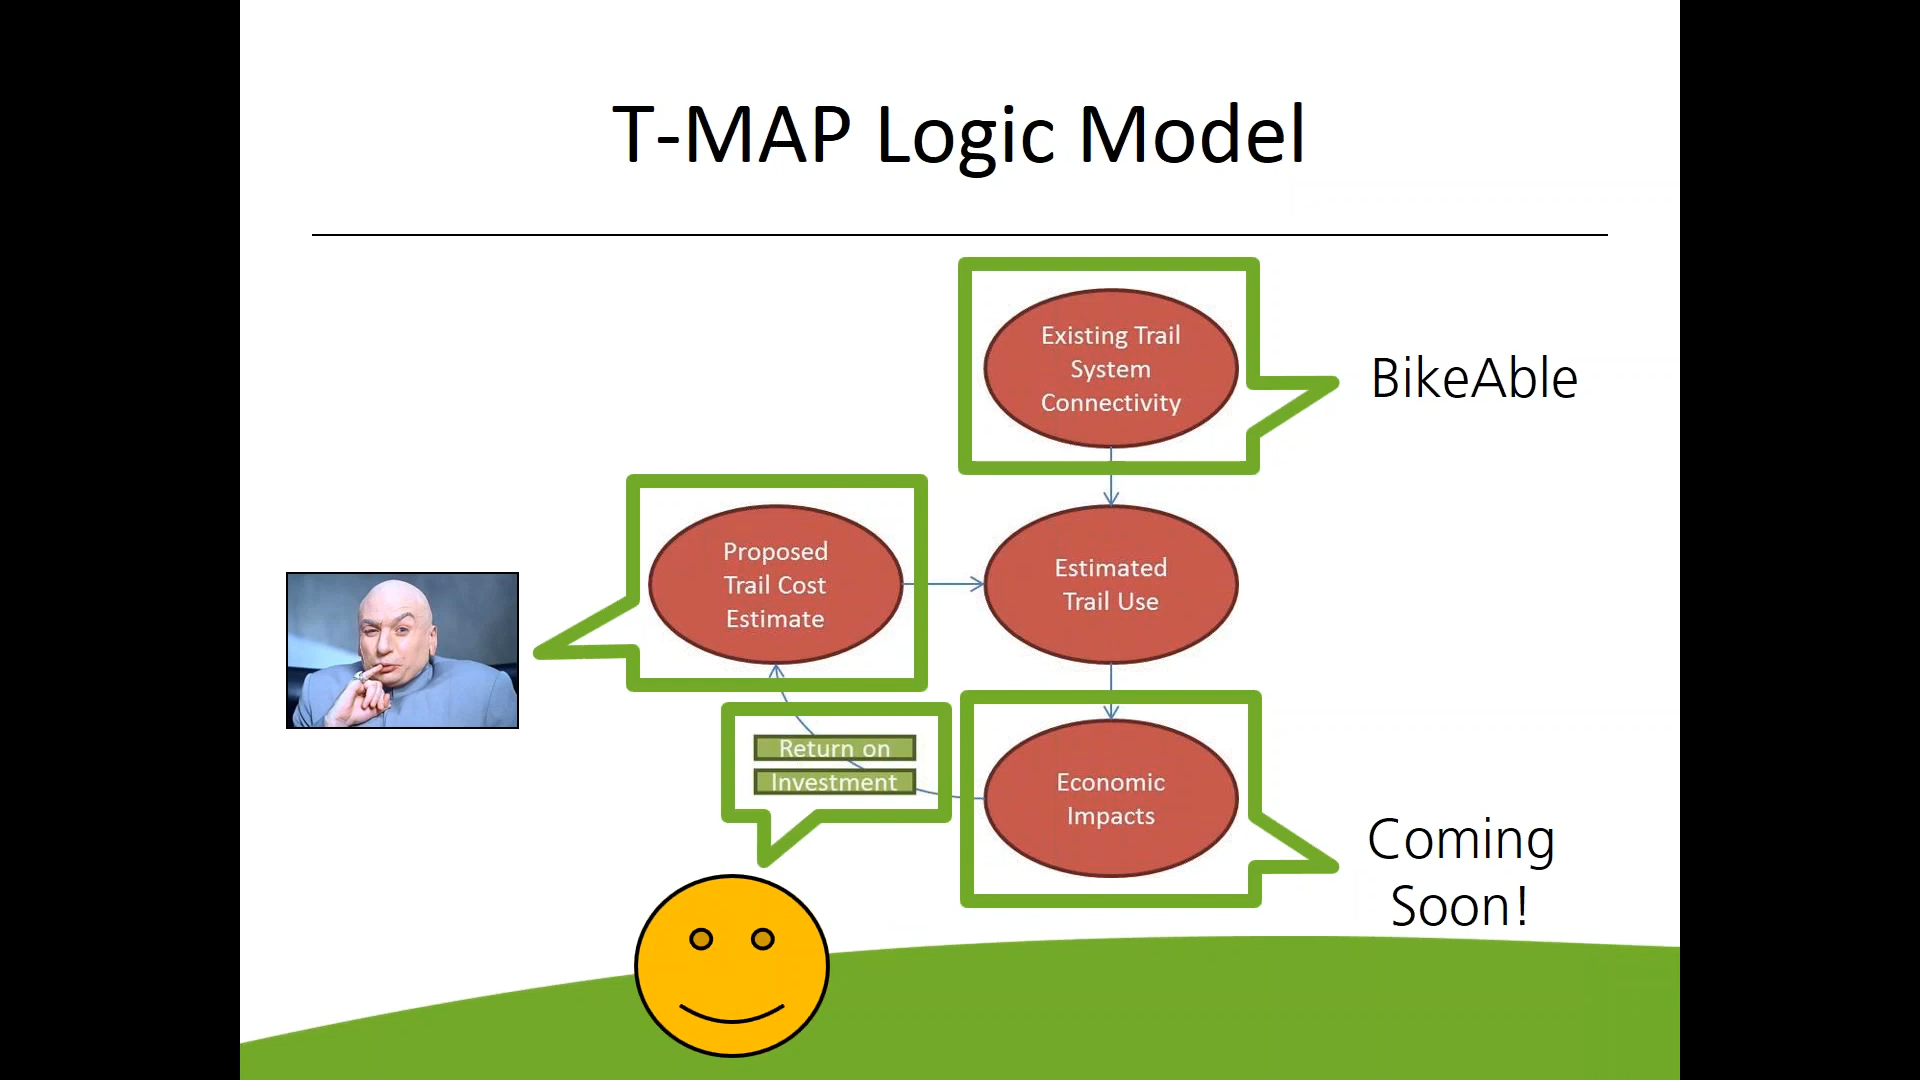 T-MAP Logic Model
Existing Trail
System
Connectivity
BikeAble
Proposed
Trail Cost
Estimate
Estimated
Trail Use
Return on
Investment
Economic
Impacts
Coming
Soon!